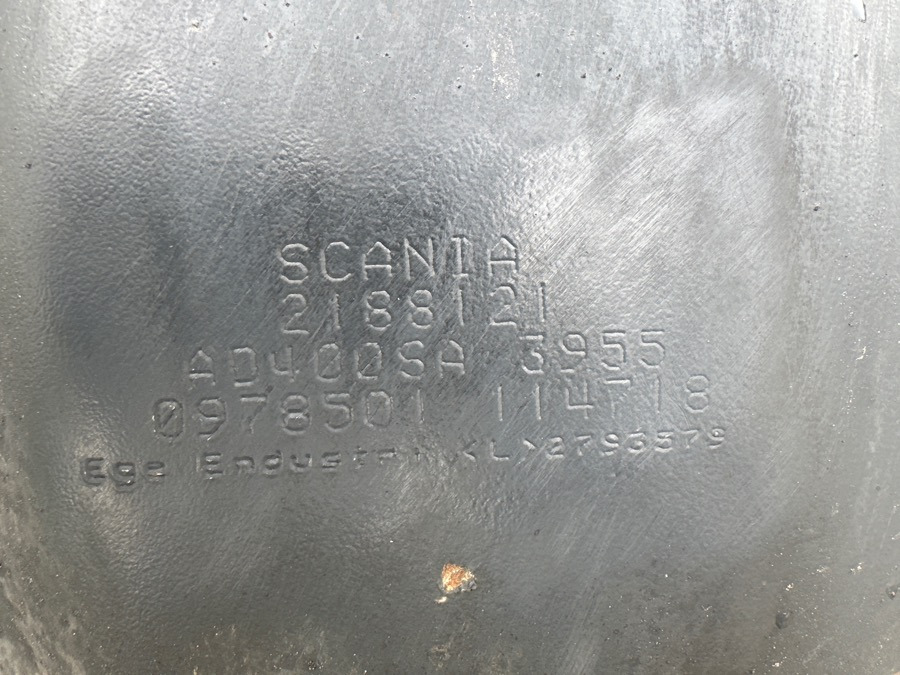 SCANIA
2188121
AD400SA 3955
0978501 114T18
Ege Endustri <L>2793579